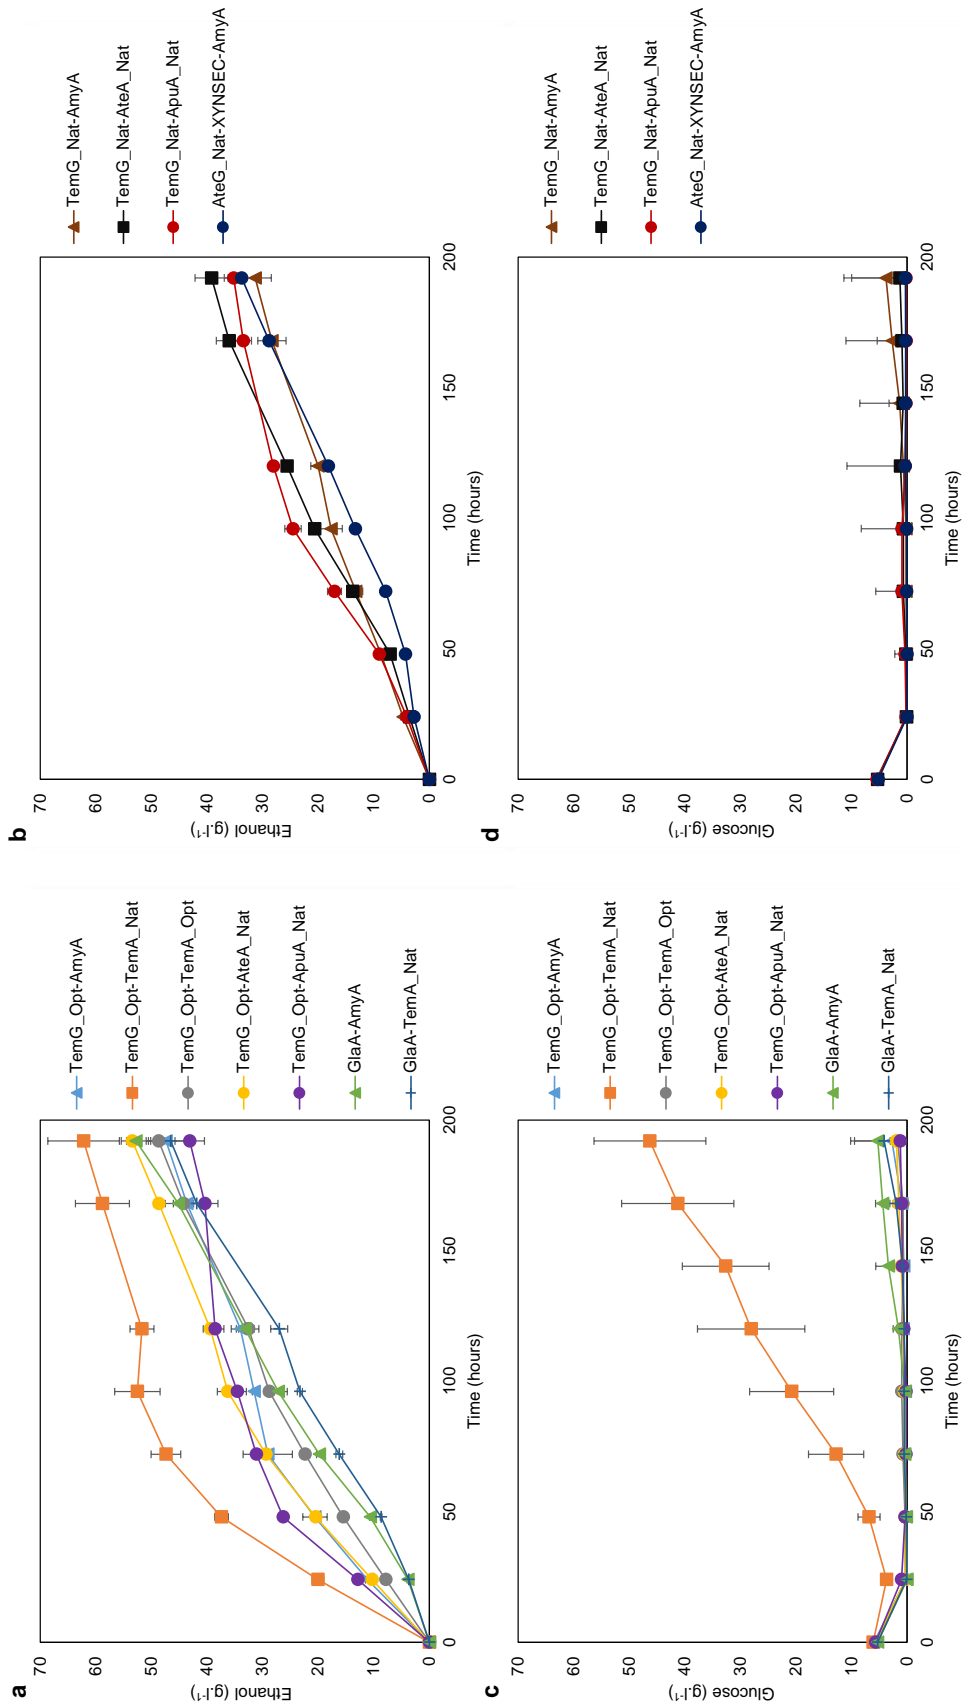 a
70
60
50
40
30
20
10
0
Ethanol (g.l⁻¹)
0
50
100
150
200
Time (hours)
TemG_Opt-AmyA
TemG_Opt-TemA_Nat
TemG_Opt-TemA_Opt
TemG_Opt-AteA_Nat
TemG_Opt-ApuA_Nat
GlaA-AmyA
GlaA-TemA_Nat
b
70
60
50
40
30
20
10
0
Ethanol (g.l⁻¹)
0
50
100
150
200
Time (hours)
TemG_Nat-AmyA
TemG_Nat-AteA_Nat
TemG_Nat-ApuA_Nat
AteG_Nat-XYNSEC-AmyA
c
70
60
50
40
30
20
10
0
Glucose (g.l⁻¹)
0
50
100
150
200
Time (hours)
TemG_Opt-AmyA
TemG_Opt-TemA_Nat
TemG_Opt-TemA_Opt
TemG_Opt-AteA_Nat
TemG_Opt-ApuA_Nat
GlaA-AmyA
GlaA-TemA_Nat
d
70
60
50
40
30
20
10
0
Glucose (g.l⁻¹)
0
50
100
150
200
Time (hours)
TemG_Nat-AmyA
TemG_Nat-AteA_Nat
TemG_Nat-ApuA_Nat
AteG_Nat-XYNSEC-AmyA